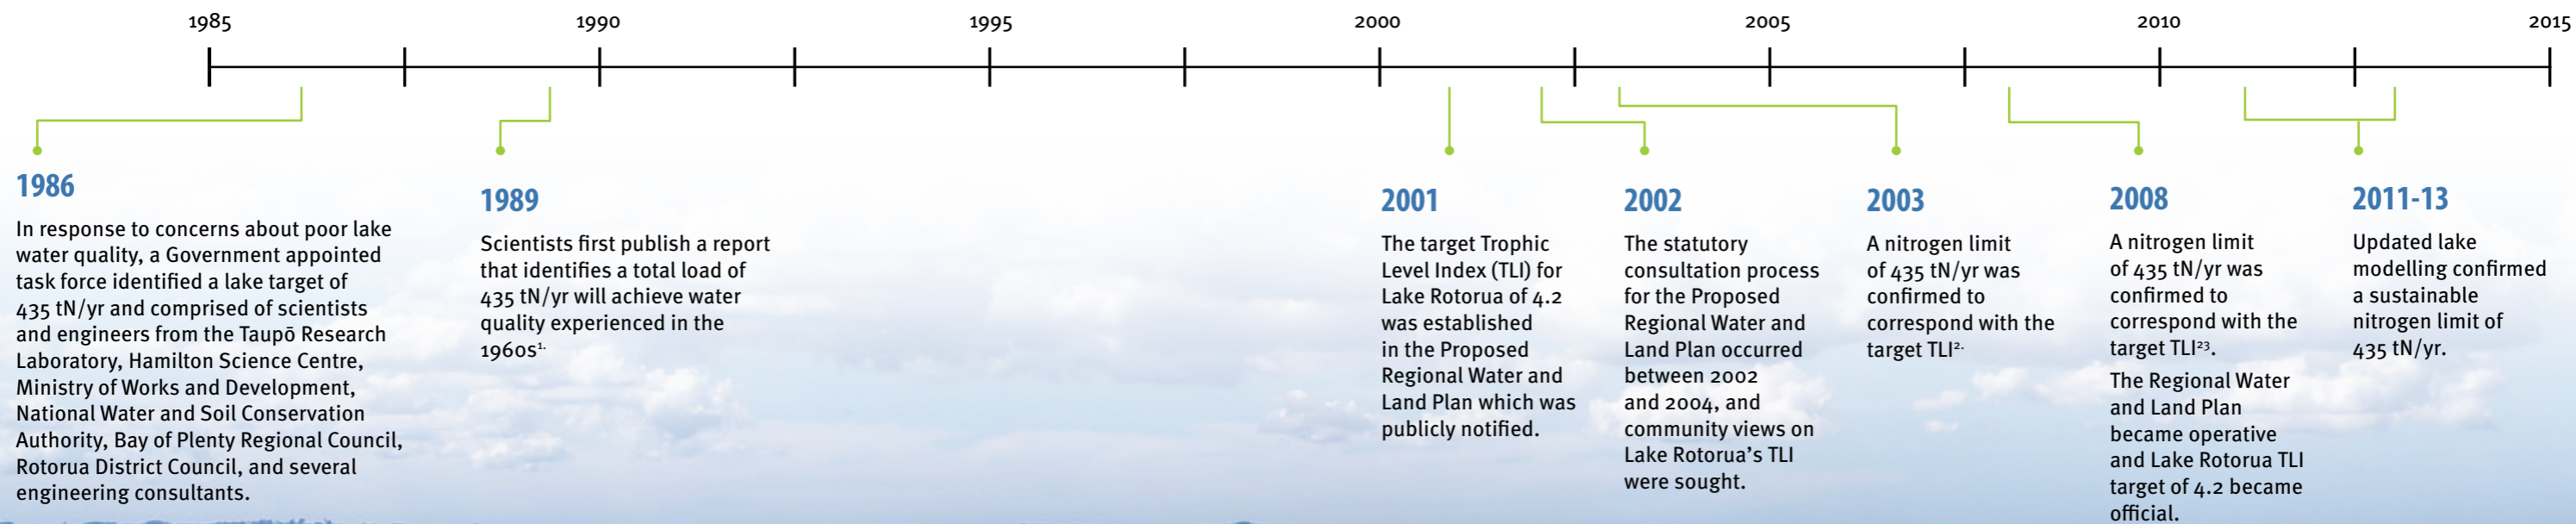 1985
1990
1995
2000
2005
2010
2015
1986
In response to concerns about poor lake
water quality, a Government appointed
task force identified a lake target of
435 tN/yr and comprised of scientists
and engineers from the Taupō Research
Laboratory, Hamilton Science Centre,
Ministry of Works and Development,
National Water and Soil Conservation
Authority, Bay of Plenty Regional Council,
Rotorua District Council, and several
engineering consultants.
1989
Scientists first publish a report
that identifies a total load of
435 tN/yr will achieve water
quality experienced in the
1960s¹·
2001
The target Trophic
Level Index (TLI) for
Lake Rotorua of 4.2
was established
in the Proposed
Regional Water and
Land Plan which was
publicly notified.
2002
The statutory
consultation process
for the Proposed
Regional Water and
Land Plan occurred
between 2002
and 2004, and
community views on
Lake Rotorua's TLI
were sought.
2003
A nitrogen limit
of 435 tN/yr was
confirmed to
correspond with the
target TLI²·
2008
A nitrogen limit
of 435 tN/yr was
confirmed to
correspond with the
target TLI²³.
The Regional Water
and Land Plan
became operative
and Lake Rotorua TLI
target of 4.2 became
official.
2011-13
Updated lake
modelling confirmed
a sustainable
nitrogen limit of
435 tN/yr.